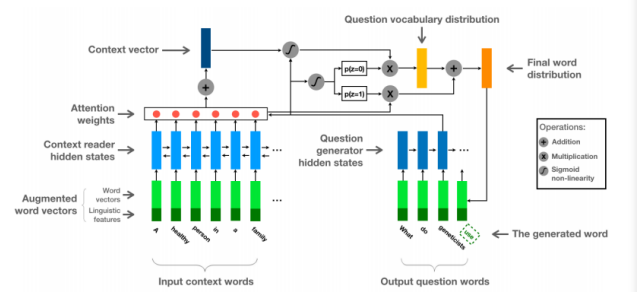 Question vocabulary distribution
Context vector
p(z=0)
p(z=1)
Final word
distribution
Attention
weights
Operations:
+ Addition
x Multiplication
Sigmoid
non-linearity
Context reader
hidden states
...
Question
generator
hidden states
...
Augmented
word vectors
Word
vectors
Linguistic
features
...
A
healthy
person
in
a
family
What
do
geneticists
use
The generated word
Input context words
Output question words